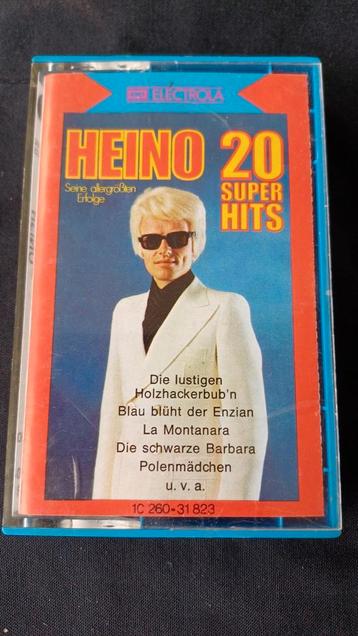 EMI ELECTROLA
HEINO
Seine allergrößten
Erfolge
20
SUPER
HITS
Die lustigen
Holzhackerbub'n
Blau blüht der Enzian
La Montanara
Die schwarze Barbara
Polenmädchen
u. v. a.
1C 260-31 823